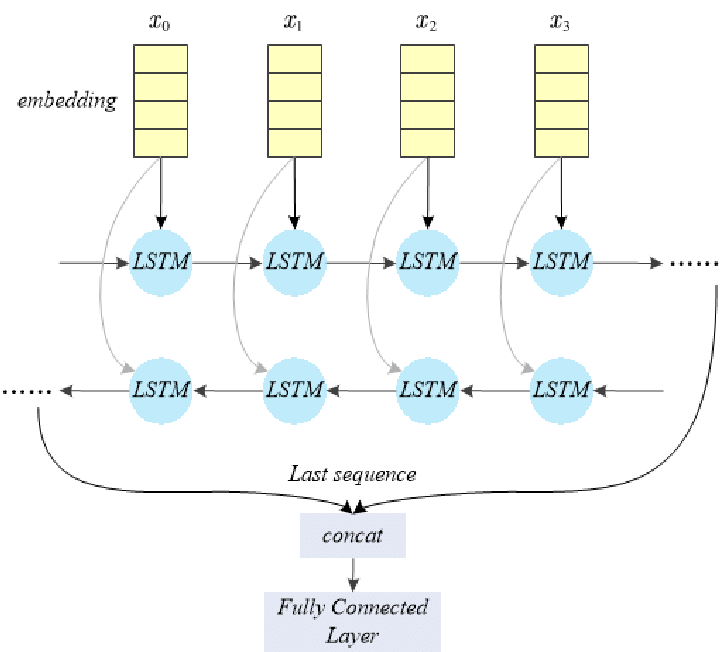 x0 x1 x2 x3
embedding
LSTM LSTM LSTM LSTM ......
...... LSTM LSTM LSTM LSTM
Last sequence
concat
Fully Connected
Layer